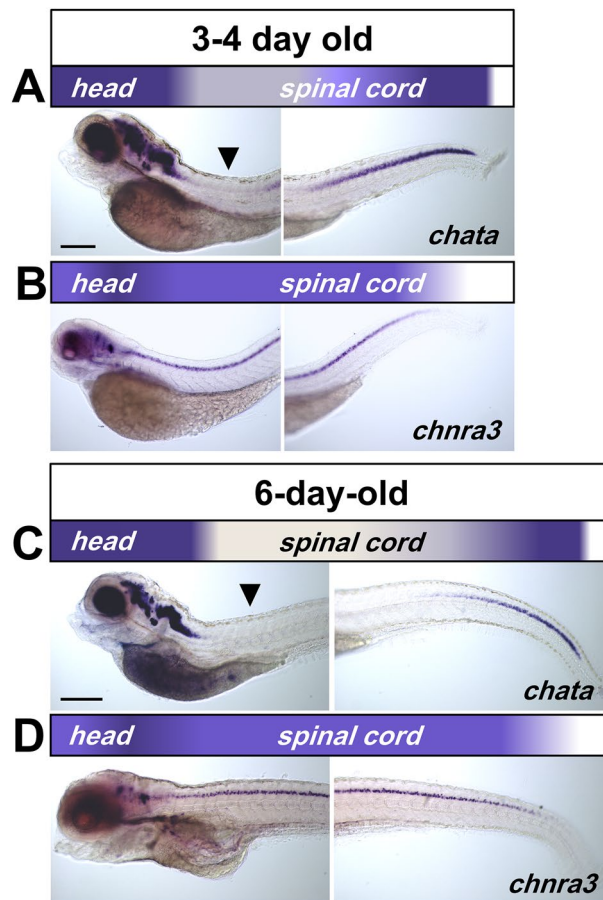 3-4 day old
A
head spinal cord
chata
B
head spinal cord
chnra3
6-day-old
C
head spinal cord
chata
D
head spinal cord
chnra3